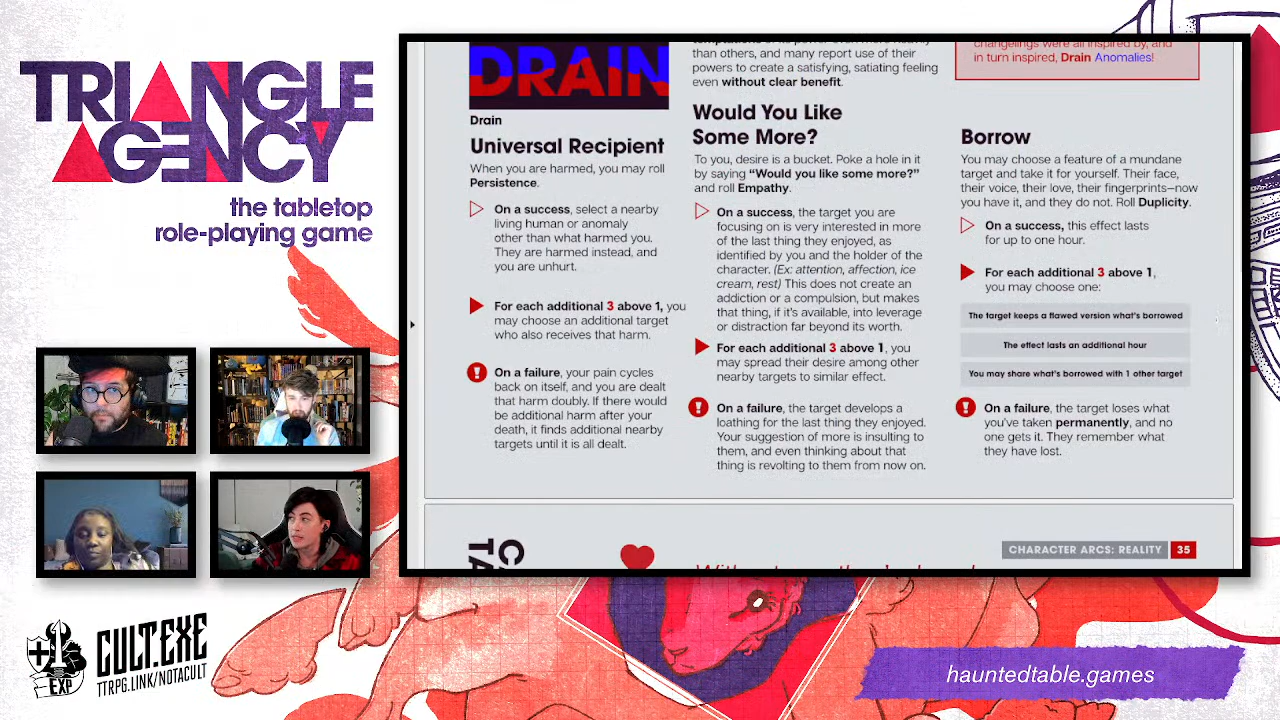 TRIANGLE
AGENCY
the tabletop
role-playing game
CULT.EXE
TTRPG.LINK/NOTACULT
EXP
DRAIN
Drain
Universal Recipient
When you are harmed, you may roll
Persistence.
On a success, select a nearby
living human or anomaly
other than what harmed you.
They are harmed instead, and
you are unhurt.
For each additional 3 above 1, you
may choose an additional target
who also receives that harm.
On a failure, your pain cycles
back on itself, and you are dealt
that harm doubly. If there would
be additional harm after your
death, it finds additional nearby
targets until it is all dealt.
than others, and many report use of their
powers to create a satisfying, satiating feeling
even without clear benefit.
Would You Like
Some More?
To you, desire is a bucket. Poke a hole in it
by saying “Would you like some more?”
and roll Empathy.
On a success, the target you are
focusing on is very interested in more
of the last thing they enjoyed, as
identified by you and the holder of the
character. (Ex: attention, affection, ice
cream, rest) This does not create an
addiction or a compulsion, but makes
that thing, if it's available, into leverage
or distraction far beyond its worth.
For each additional 3 above 1, you
may spread their desire among other
nearby targets to similar effect.
On a failure, the target develops a
loathing for the last thing they enjoyed.
Your suggestion of more is insulting to
them, and even thinking about that
thing is revolting to them from now on.
changelings were all inspired by, and
in turn inspired, Drain Anomalies!
Borrow
You may choose a feature of a mundane
target and take it for yourself. Their face,
their voice, their love, their fingerprints—now
you have it, and they do not. Roll Duplicity.
On a success, this effect lasts
for up to one hour.
For each additional 3 above 1,
you may choose one:
The target keeps a flawed version what's borrowed
The effect lasts an additional hour
You may share what's borrowed with 1 other target
On a failure, the target loses what
you've taken permanently, and no
one gets it. They remember what
they have lost.
CHARACTER ARCS: REALITY 35
hauntedtable.games